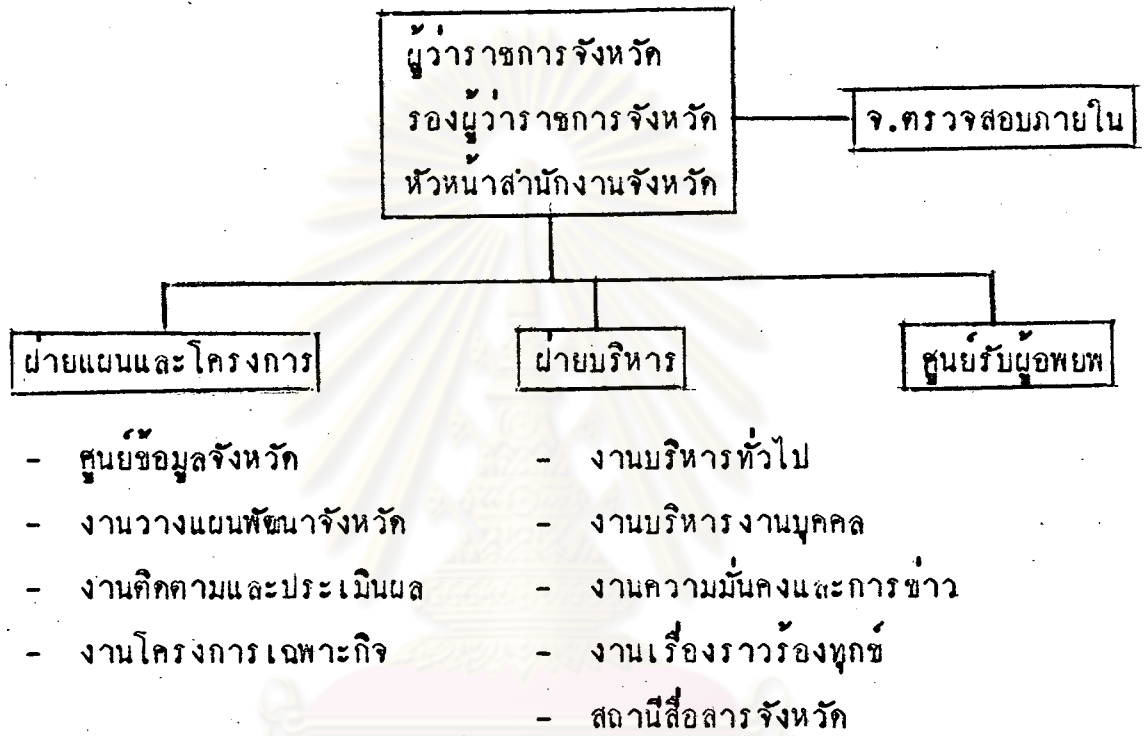 ผู้ว่าราชการจังหวัด
รองผู้ว่าราชการจังหวัด
หัวหน้าสำนักงานจังหวัด
จ.ตรวจสอบภายใน
ฝ่ายแผนและโครงการ
ฝ่ายบริหาร
ศูนย์รับผู้อพยพ
- ศูนย์ข้อมูลจังหวัด
- งานวางแผนพัฒนาจังหวัด
- งานติดตามและประเมินผล
- งานโครงการเฉพาะกิจ
- งานบริหารทั่วไป
- งานบริหารงานบุคคล
- งานความมั่นคงและการข่าว
- งานเรื่องราวร้องทุกข์
- สถานีสื่อสารจังหวัด